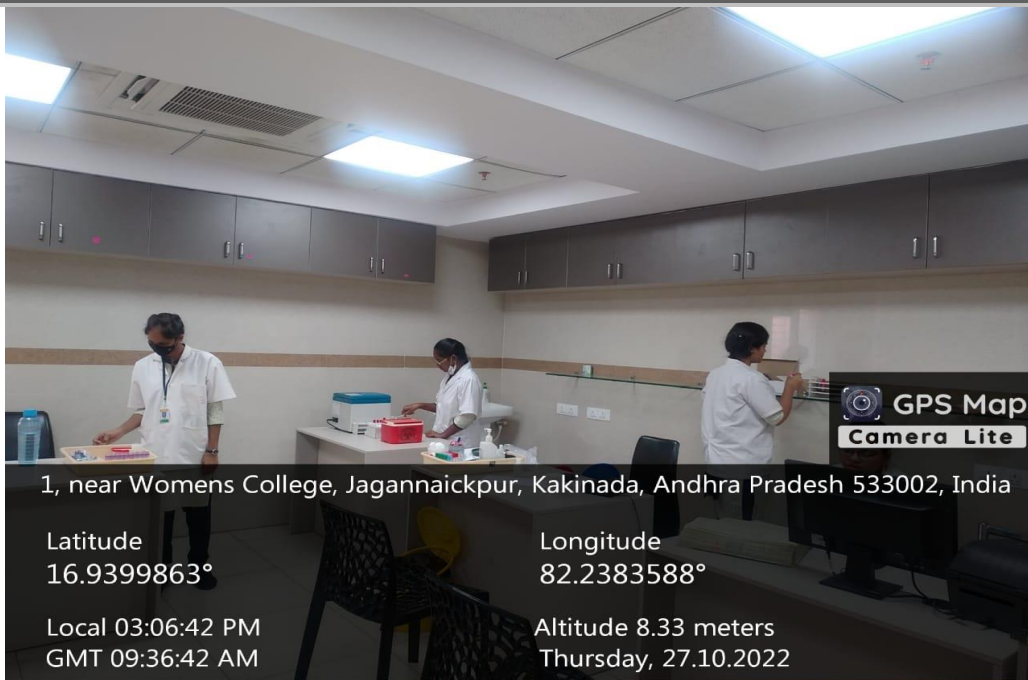 GPS Map
Camera Lite
1, near Womens College, Jagannaickpur, Kakinada, Andhra Pradesh 533002, India
Latitude
16.9399863°
Longitude
82.2383588°
Local 03:06:42 PM
GMT 09:36:42 AM
Altitude 8.33 meters
Thursday, 27.10.2022